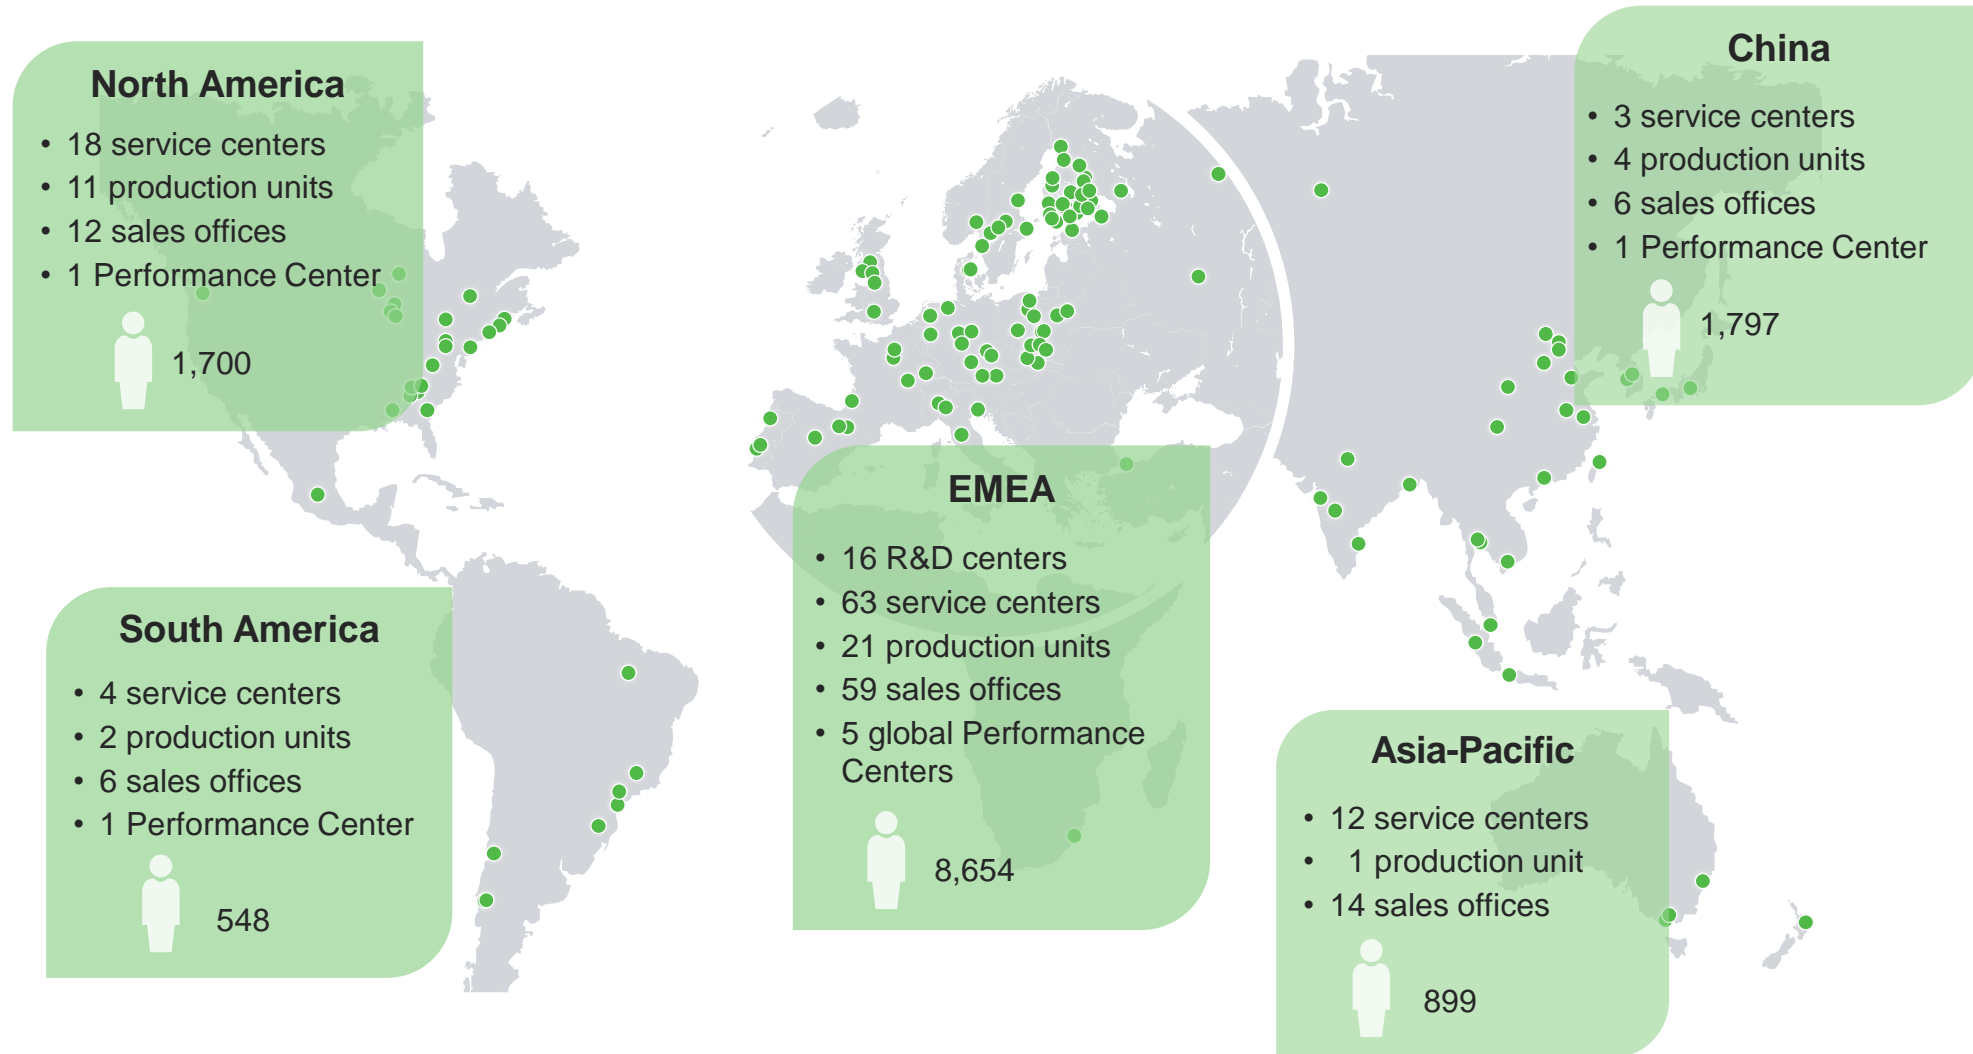 North America
• 18 service centers
• 11 production units
• 12 sales offices
• 1 Performance Center
1,700
China
• 3 service centers
• 4 production units
• 6 sales offices
• 1 Performance Center
1,797
EMEA
• 16 R&D centers
• 63 service centers
• 21 production units
• 59 sales offices
• 5 global Performance
Centers
8,654
South America
• 4 service centers
• 2 production units
• 6 sales offices
• 1 Performance Center
548
Asia-Pacific
• 12 service centers
• 1 production unit
• 14 sales offices
899